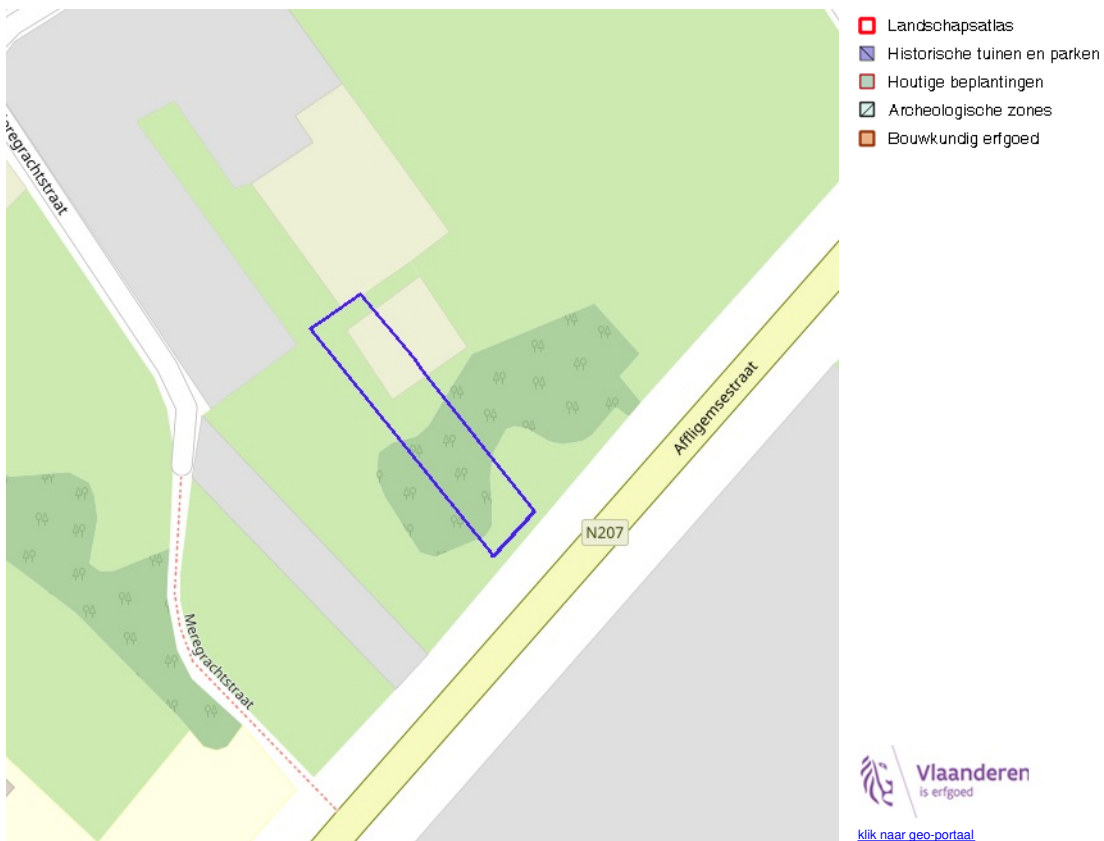 Meregrachtstraat
Affligemsestraat
N207
Meregrachtstraat
Landschapsatlas
Historische tuinen en parken
Houtige beplantingen
Archeologische zones
Bouwkundig erfgoed
Vlaanderen
is erfgoed
klik naar geo-portaal